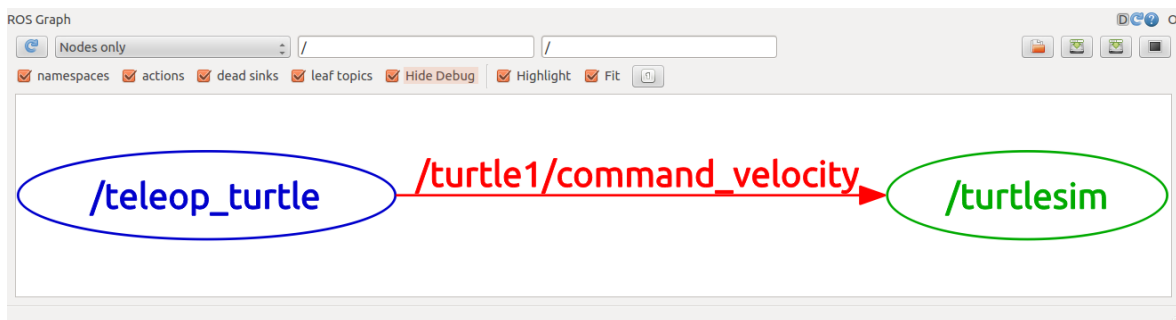 ROS Graph D O
Nodes only / /
namespaces actions dead sinks leaf topics Hide Debug Highlight Fit
/teleop_turtle /turtle1/command_velocity /turtlesim